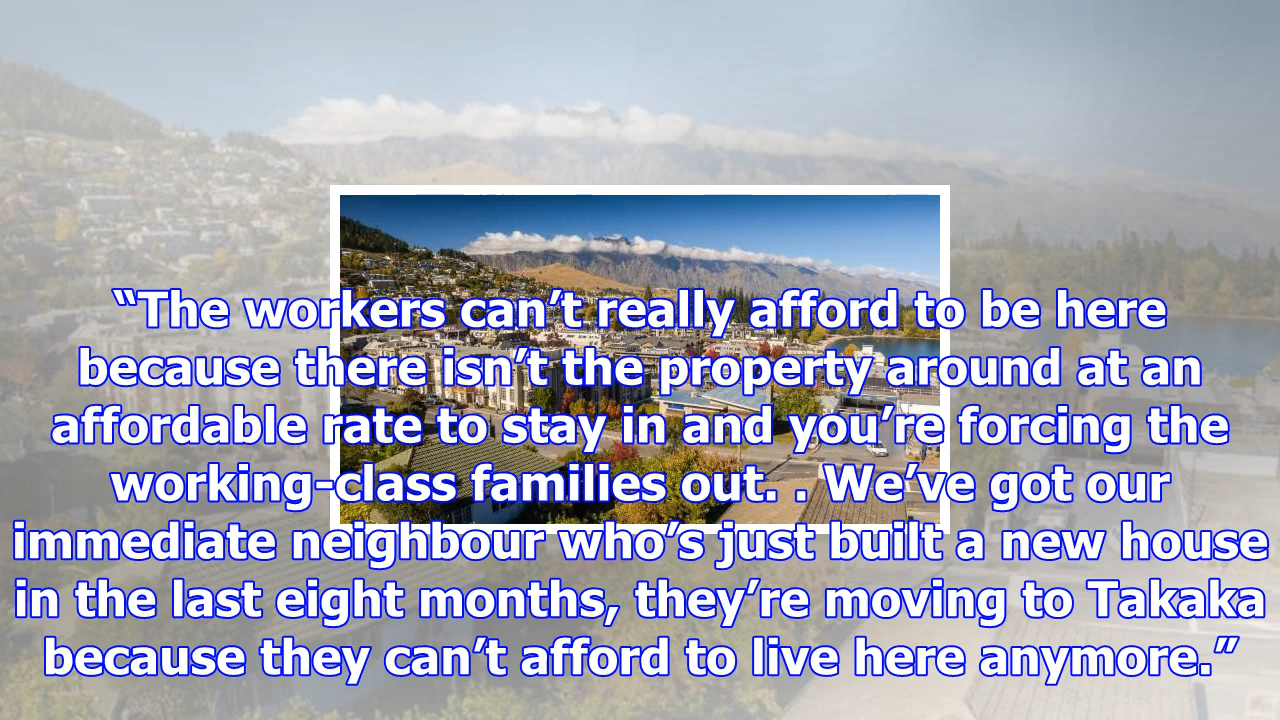 “The workers can’t really afford to be here
because there isn’t the property around at an
affordable rate to stay in and you’re forcing the
working-class families out. . We’ve got our
immediate neighbour who’s just built a new house
in the last eight months, they’re moving to Takaka
because they can’t afford to live here anymore.”